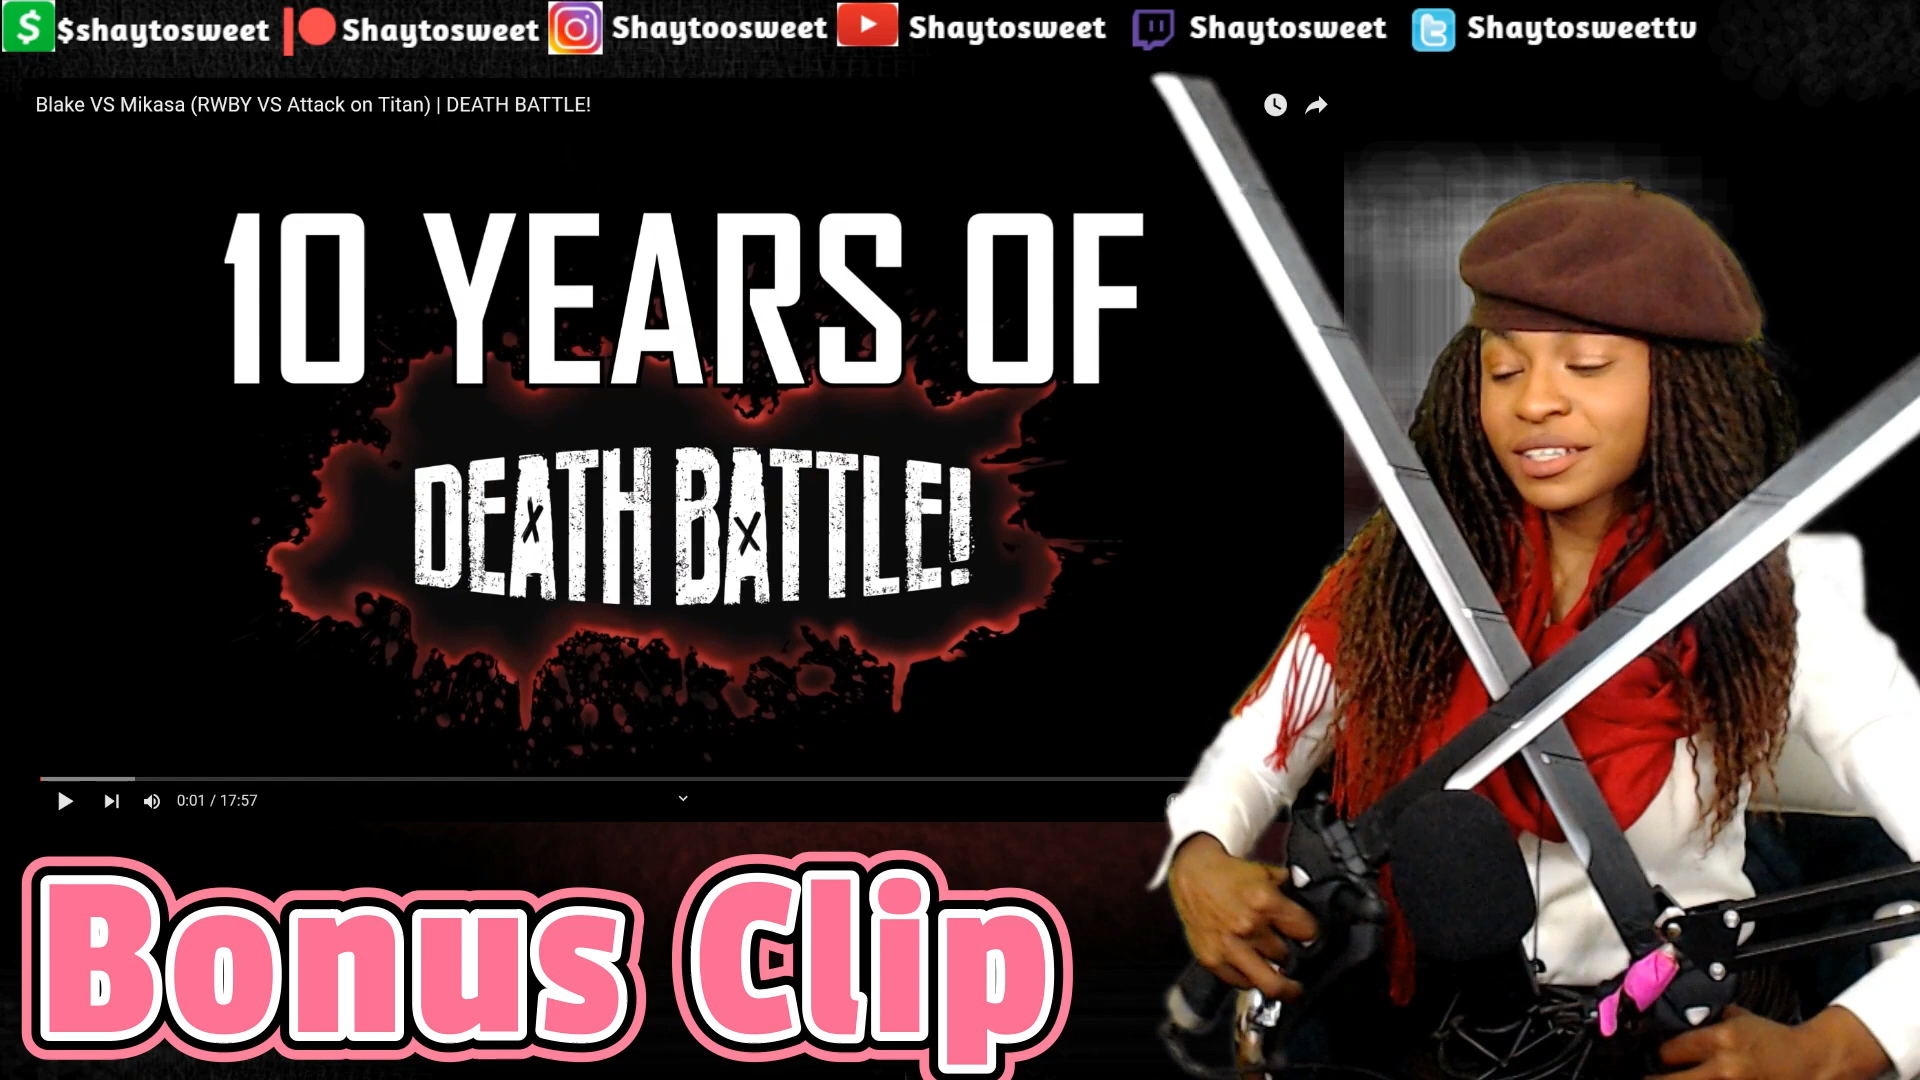 $shaytosweet Shaytosweet Shaytoosweet Shaytosweet Shaytosweet Shaytosweettv
Blake VS Mikasa (RWBY VS Attack on Titan) | DEATH BATTLE!
10 YEARS OF
DEATH BATTLE!
0:01 / 17:57
Bonus Clip